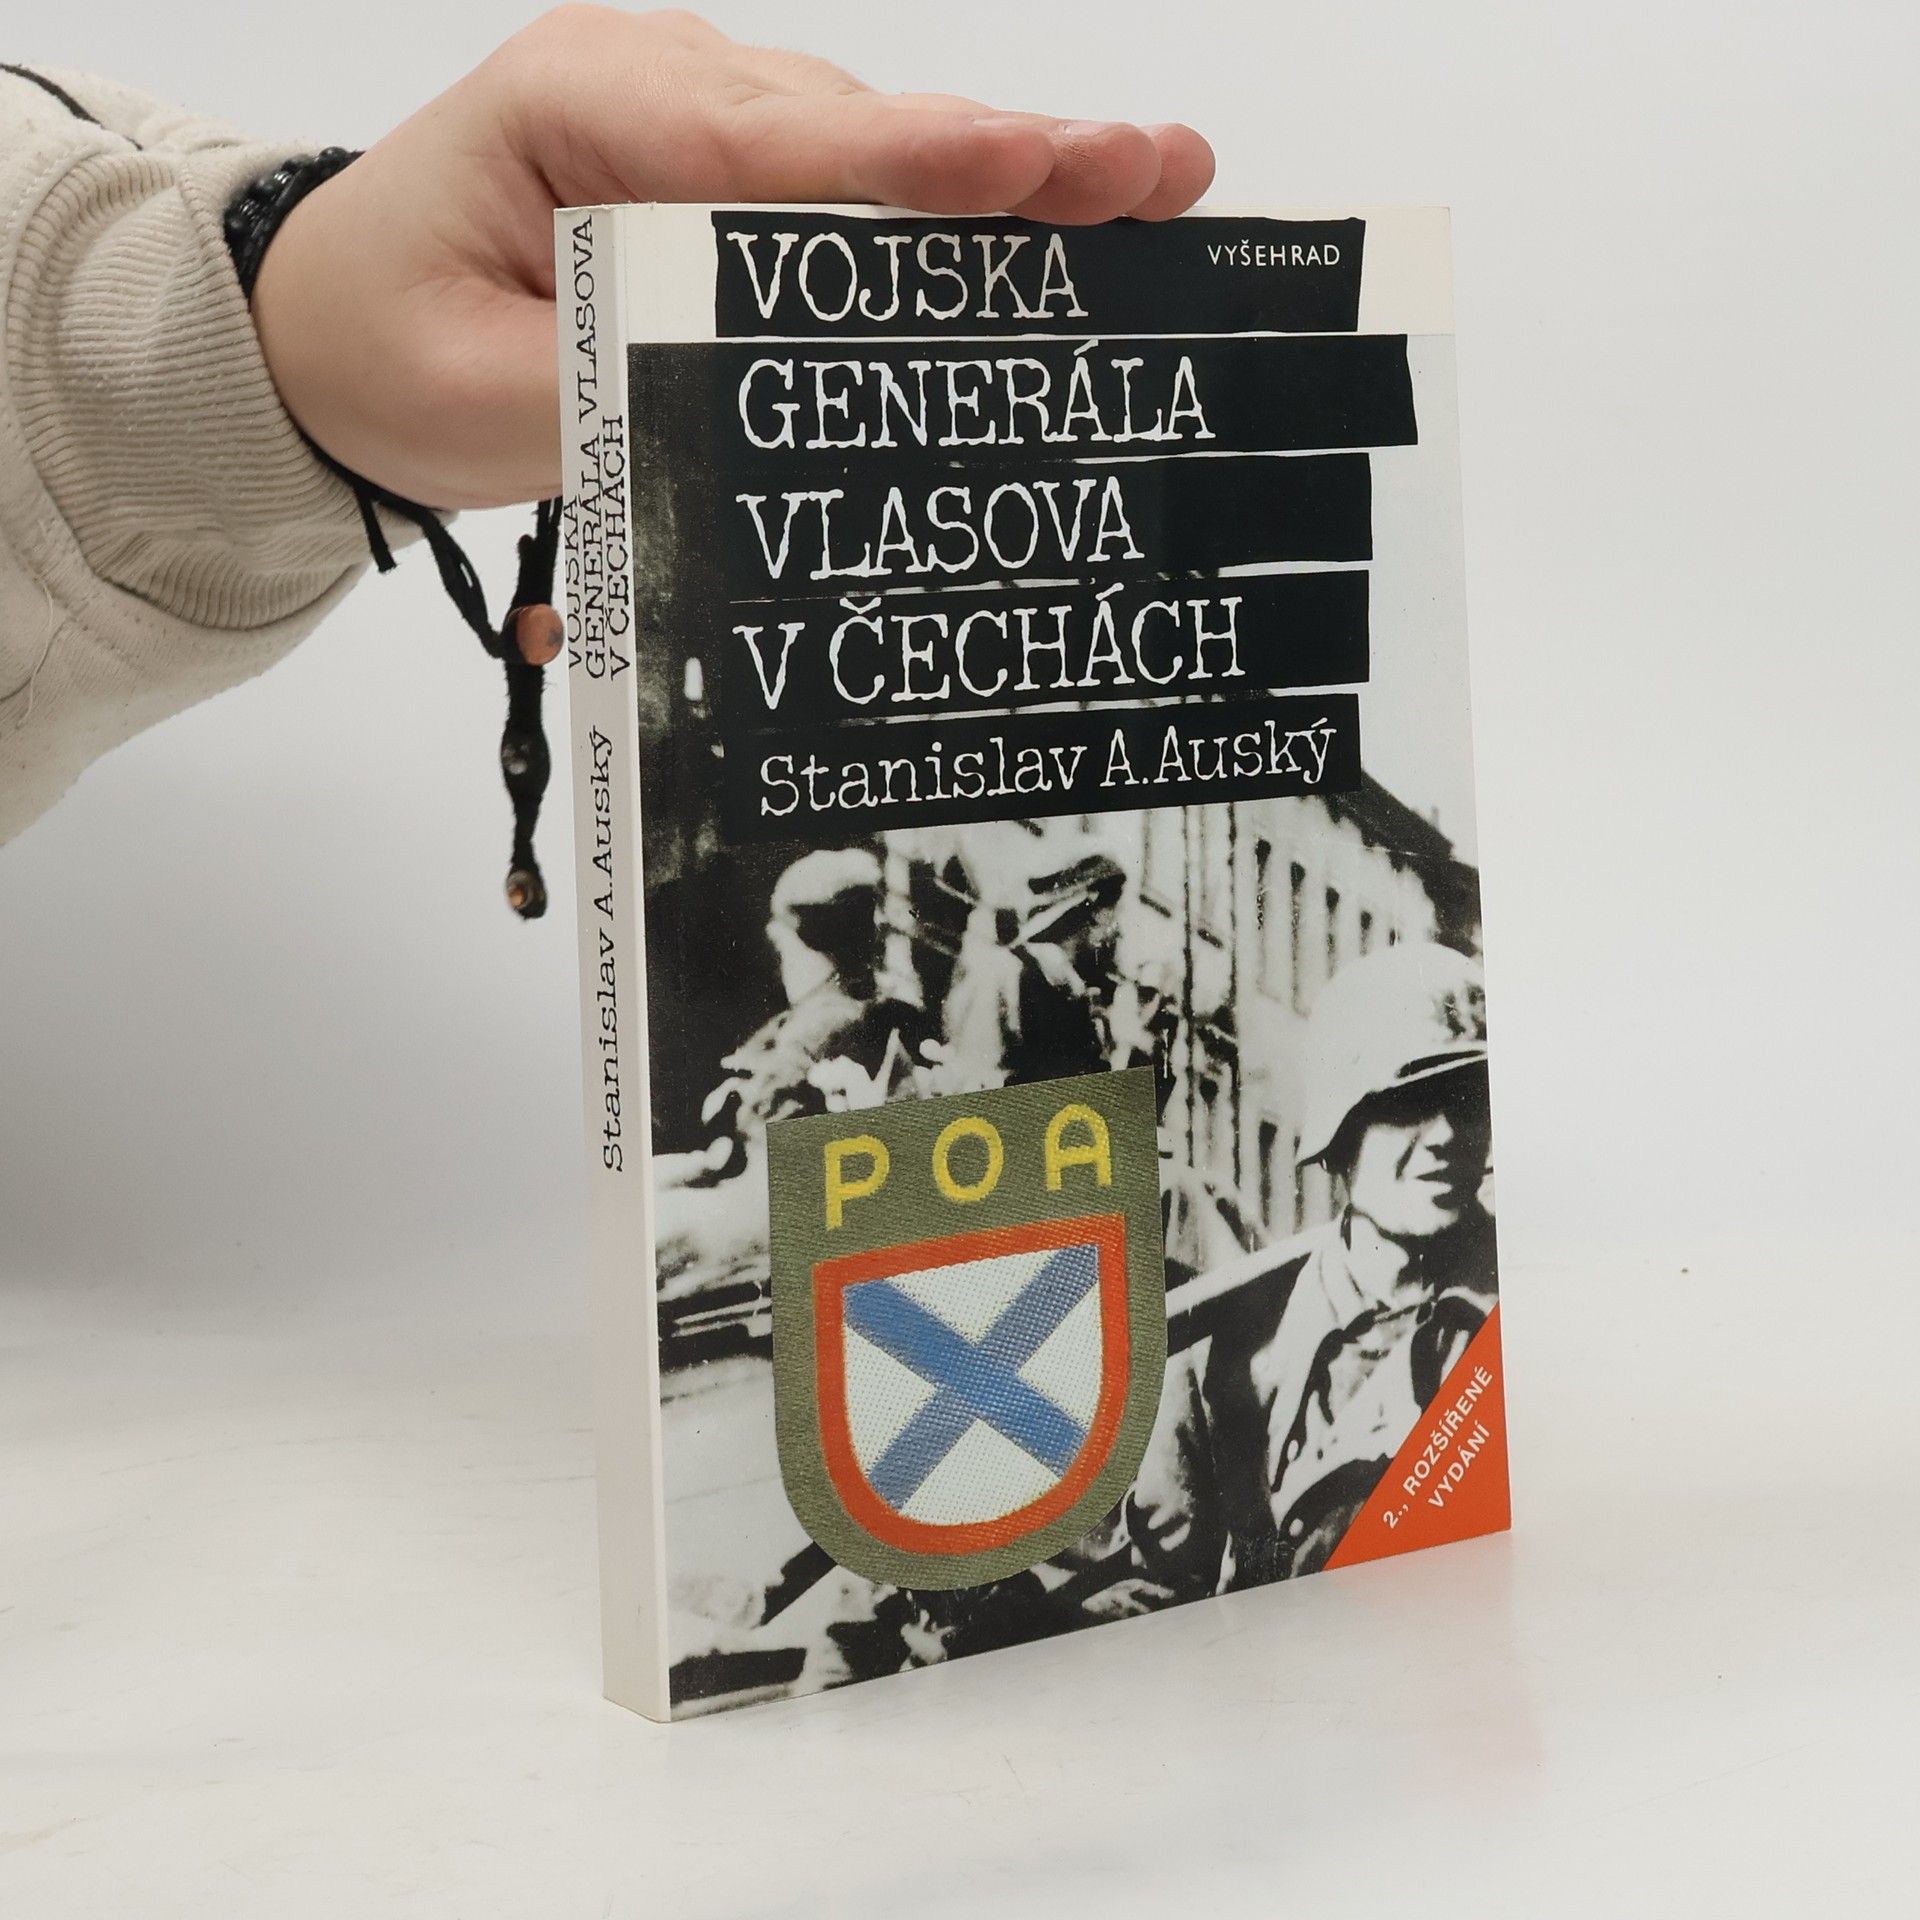 VOJSKA
VYŠEHRAD
GENERÁLA
VLASOVA
V ČECHÁCH
Stanislav A. Auský
POA
2., ROZŠÍŘENÉ
VYDÁNÍ
VOJSKA
GENERÁLA VLASOVA
V ČECHÁCH
Stanislav A. Auský